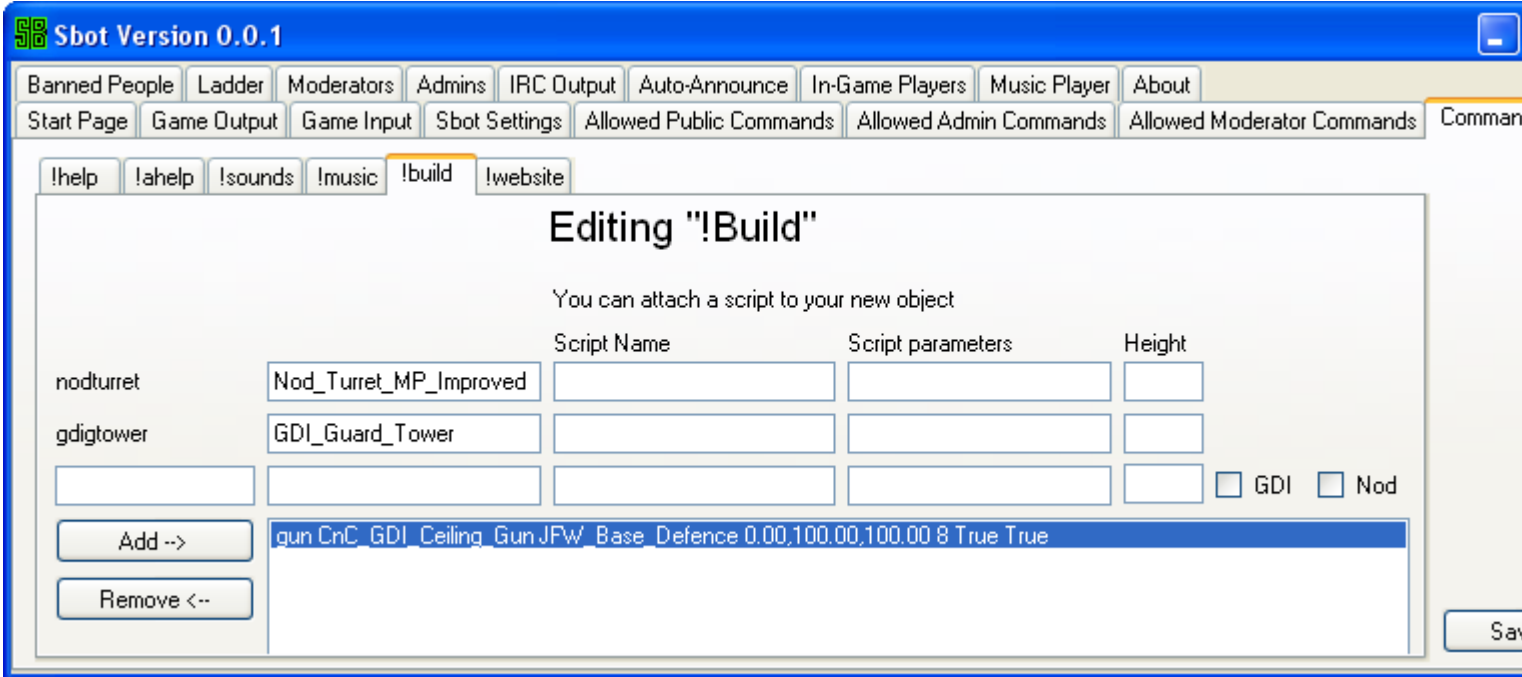 SB Sbot Version 0.0.1
Banned People Ladder Moderators Admins IRC Output Auto-Announce In-Game Players Music Player About
Start Page Game Output Game Input Sbot Settings Allowed Public Commands Allowed Admin Commands Allowed Moderator Commands Comman
!help !ahelp !sounds !music !build !website
Editing "!Build"
You can attach a script to your new object
Script Name Script parameters Height
nodturret Nod_Turret_MP_Improved
gdigtower GDI_Guard_Tower
GDI Nod
Add --> gun CnC_GDI_Ceiling_Gun JFW_Base_Defence 0.00,100.00,100.00 8 True True
Remove <--
Sav